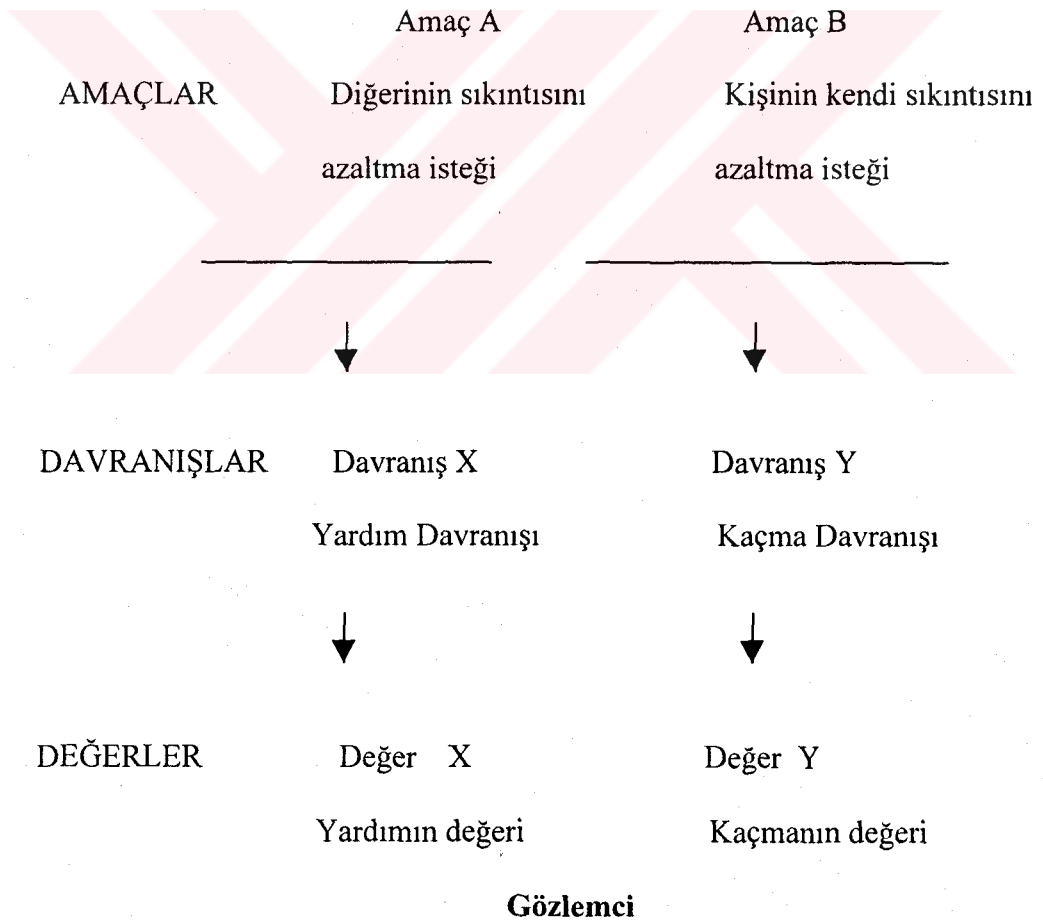 Amaç A Amaç B
AMAÇLAR Diğerinin sıkıntısını Kişinin kendi sıkıntısını
azaltma isteği azaltma isteği
DAVRANIŞLAR Davranış X Davranış Y
Yardım Davranışı Kaçma Davranışı
DEĞERLER Değer X Değer Y
Yardımın değeri Kaçmanın değeri
Gözlemci